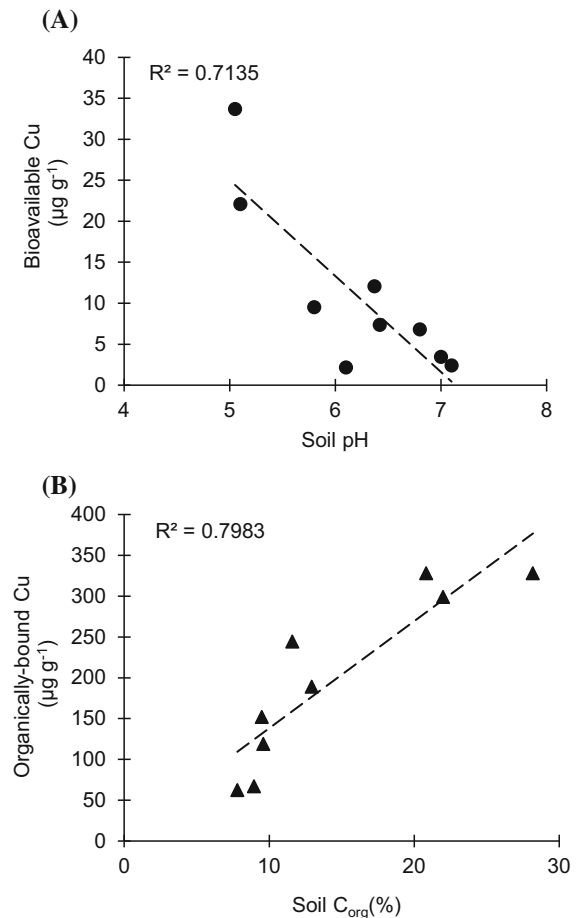 (A)
R² = 0.7135
Bioavailable Cu
(µg g⁻¹)
40
35
30
25
20
15
10
5
0
4 5 6 7 8
Soil pH
(B)
R² = 0.7983
Organically-bound Cu
(µg g⁻¹)
400
350
300
250
200
150
100
50
0
0 10 20 30
Soil Corg(%)